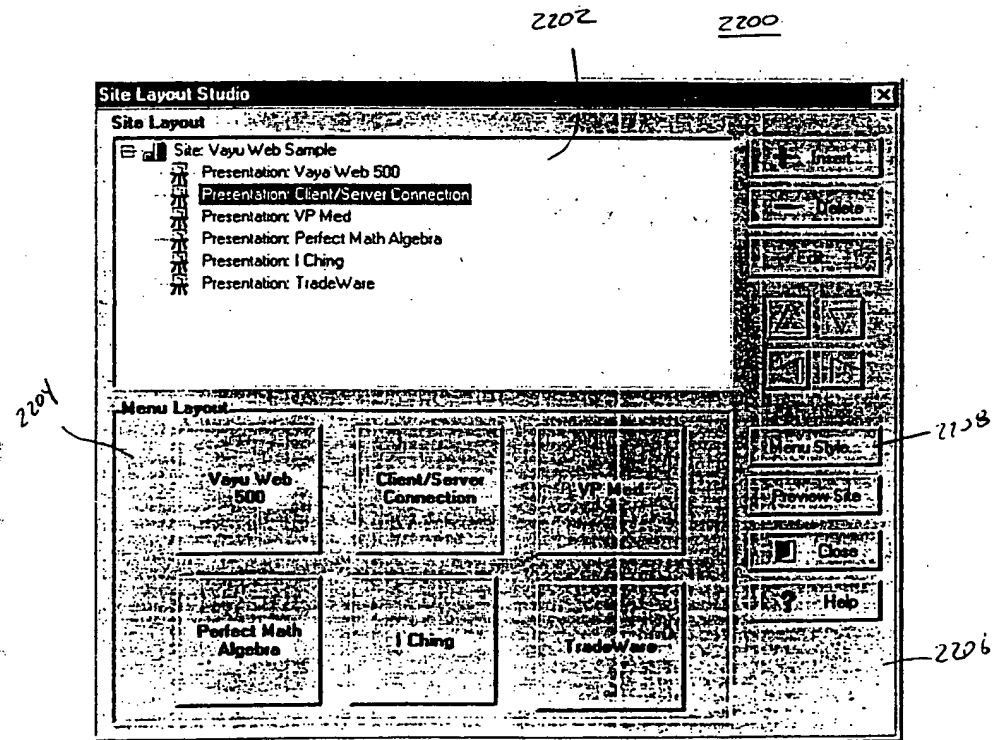 2202
2200
Site Layout Studio
Site Layout
Site: Vayu Web Sample
Presentation: Vaya Web 500
Presentation: Client/Server Connection
Presentation: VP Med
Presentation: Perfect Math Algebra
Presentation: I Ching
Presentation: TradeWare
Insert...
Delete
Edit...
2204
Menu Layout
Vayu Web
500
Client/Server
Connection
VP Med
Perfect Math
Algebra
I Ching
TradeWare
Menu Style...
Preview Site
Close
? Help
2206